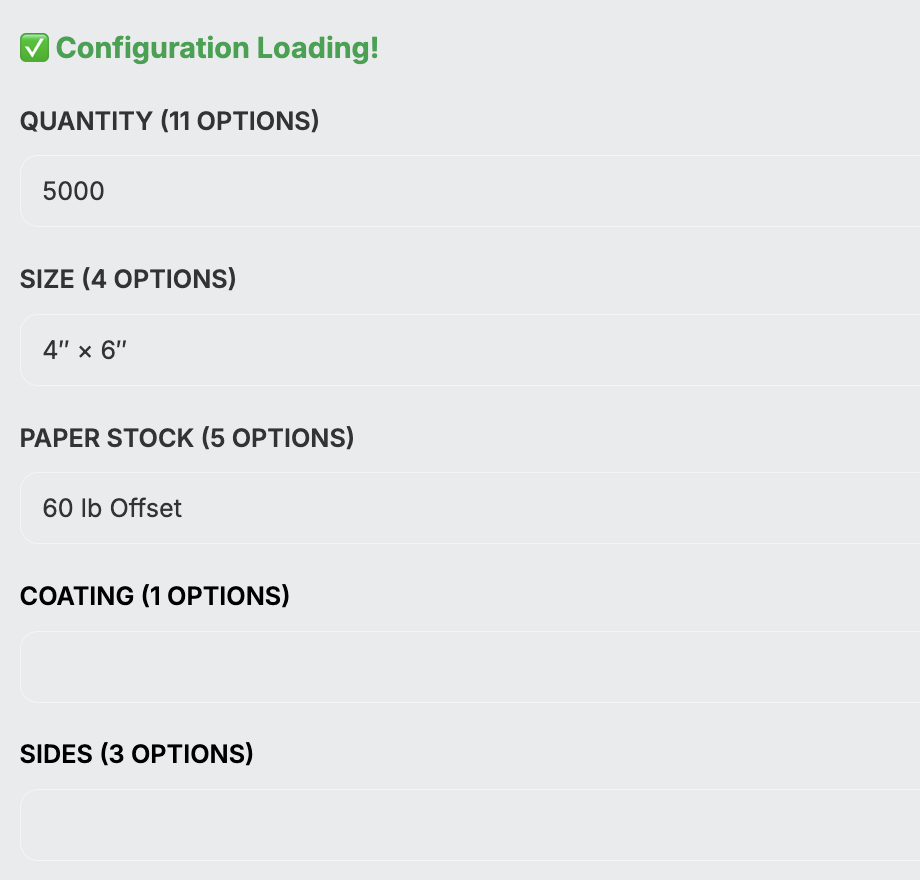 ✅ Configuration Loading!
QUANTITY (11 OPTIONS)
5000
SIZE (4 OPTIONS)
4″ × 6″
PAPER STOCK (5 OPTIONS)
60 lb Offset
COATING (1 OPTIONS)
SIDES (3 OPTIONS)